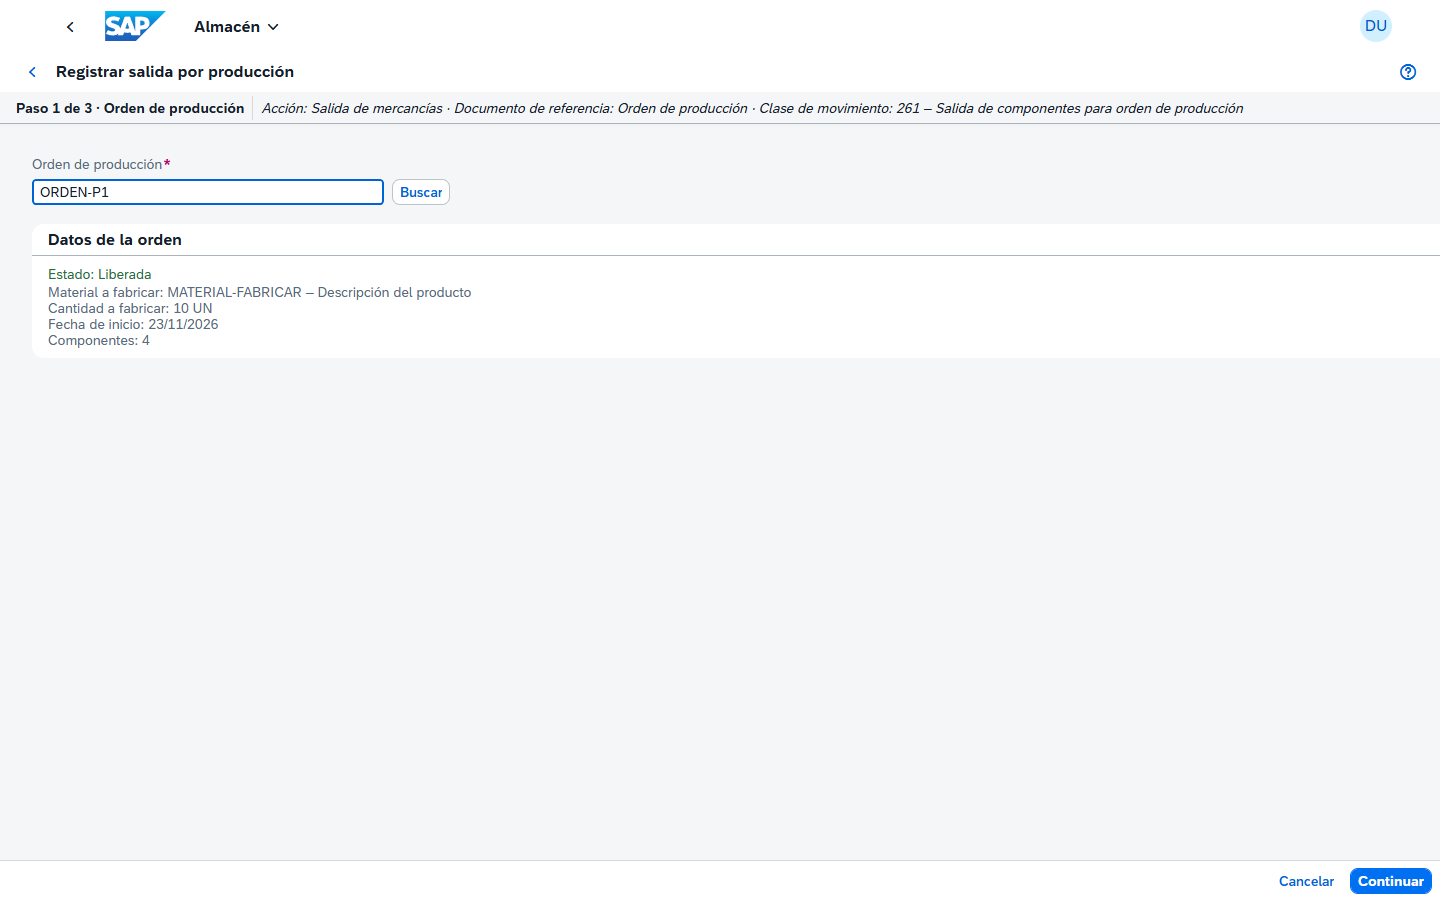 SAP
Almacén
DU
Registrar salida por producción
Paso 1 de 3 · Orden de producción
Acción: Salida de mercancías · Documento de referencia: Orden de producción · Clase de movimiento: 261 – Salida de componentes para orden de producción
Orden de producción*
ORDEN-P1
Buscar
Datos de la orden
Estado: Liberada
Material a fabricar: MATERIAL-FABRICAR – Descripción del producto
Cantidad a fabricar: 10 UN
Fecha de inicio: 23/11/2026
Componentes: 4
Cancelar
Continuar